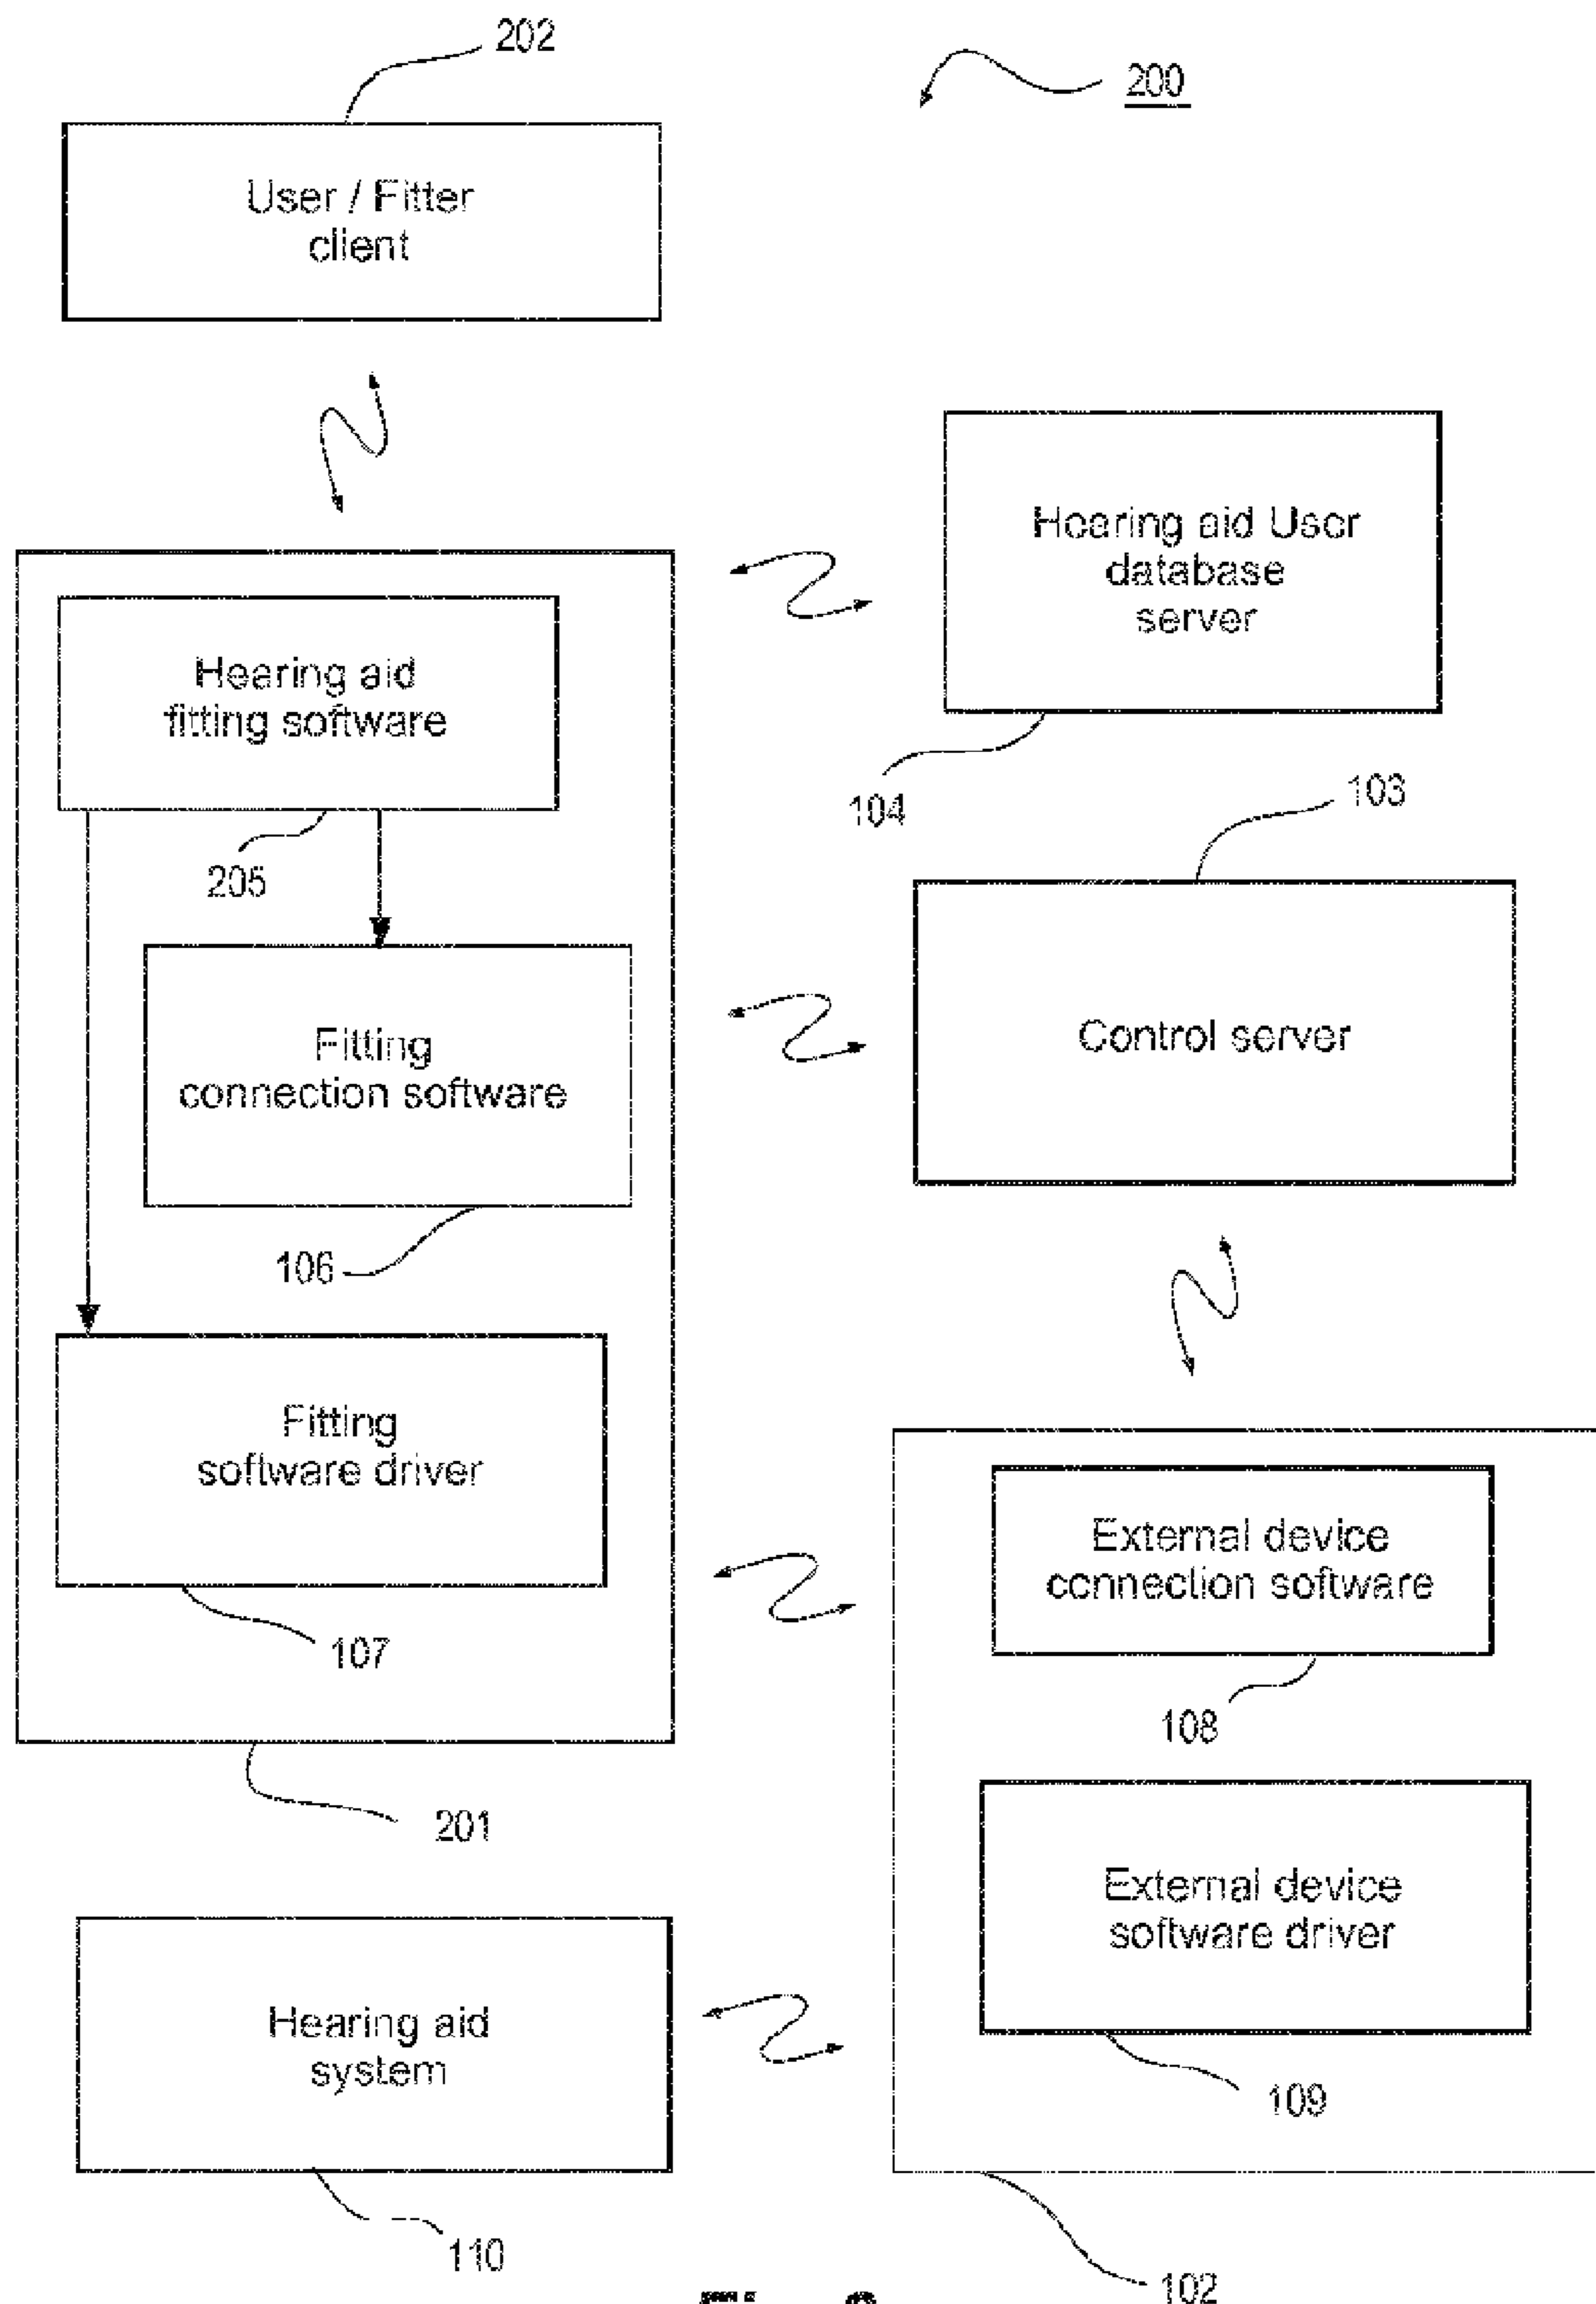 202
200
User / Fitter
client
Hearing aid User
database
server
Hearing aid
fitting software
104
103
205
Control server
Fitting
connection software
106
Fitting
software driver
External device
connection software
107
108
201
External device
software driver
Hearing aid
system
109
110
102